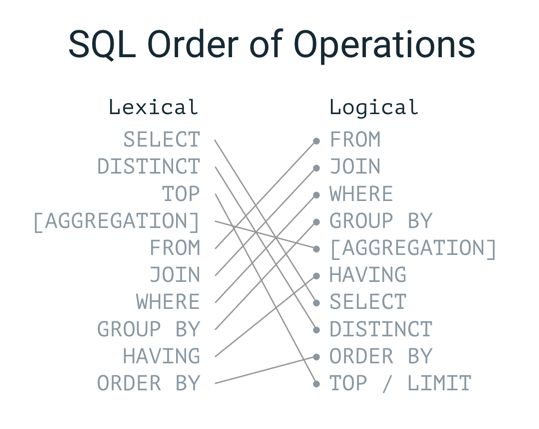 SQL Order of Operations
Lexical
SELECT
DISTINCT
TOP
[AGGREGATION]
FROM
JOIN
WHERE
GROUP BY
HAVING
ORDER BY
Logical
FROM
JOIN
WHERE
GROUP BY
[AGGREGATION]
HAVING
SELECT
DISTINCT
ORDER BY
TOP / LIMIT